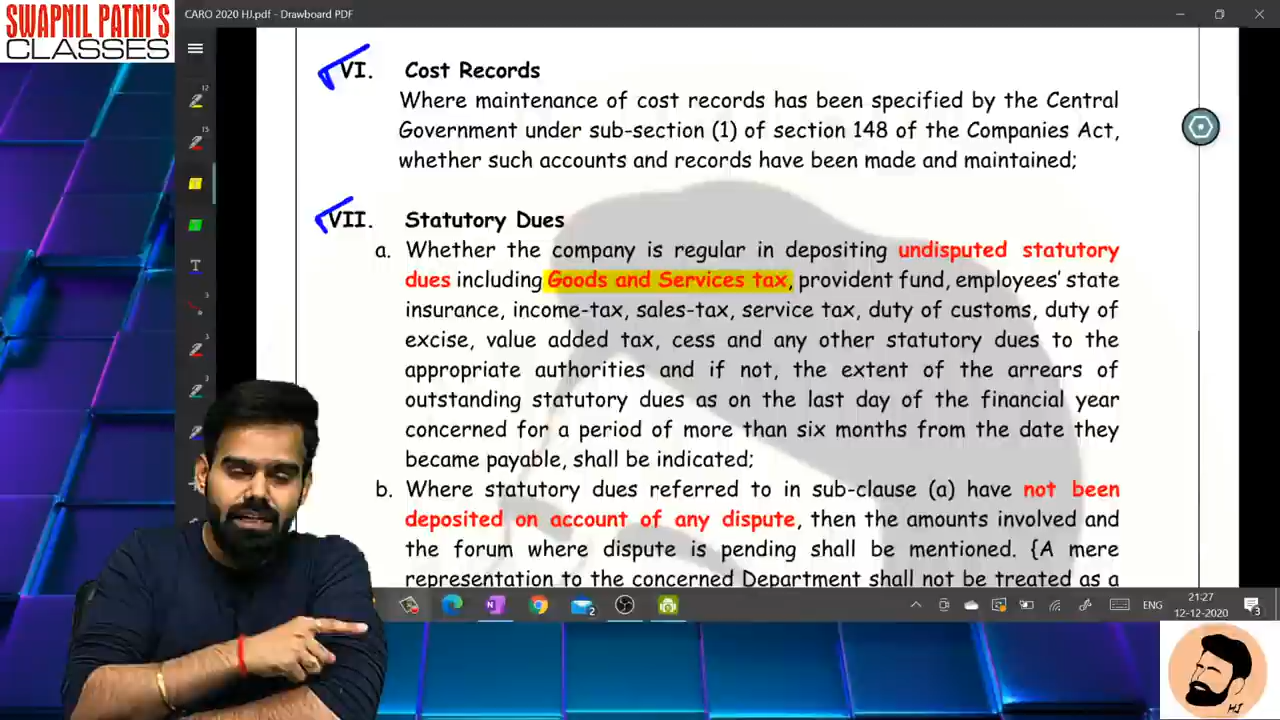 SWAPNIL PATNI'S
CLASSES
CARO 2020 HJ.pdf - Drawboard PDF
VI. Cost Records
Where maintenance of cost records has been specified by the Central
Government under sub-section (1) of section 148 of the Companies Act,
whether such accounts and records have been made and maintained;
VII. Statutory Dues
a. Whether the company is regular in depositing undisputed statutory
dues including Goods and Services tax, provident fund, employees' state
insurance, income-tax, sales-tax, service tax, duty of customs, duty of
excise, value added tax, cess and any other statutory dues to the
appropriate authorities and if not, the extent of the arrears of
outstanding statutory dues as on the last day of the financial year
concerned for a period of more than six months from the date they
became payable, shall be indicated;
b. Where statutory dues referred to in sub-clause (a) have not been
deposited on account of any dispute, then the amounts involved and
the forum where dispute is pending shall be mentioned. {A mere
representation to the concerned Department shall not be treated as a
12
15
T
3
3
3
2
ENG
21:27
12-12-2020
3
HJ